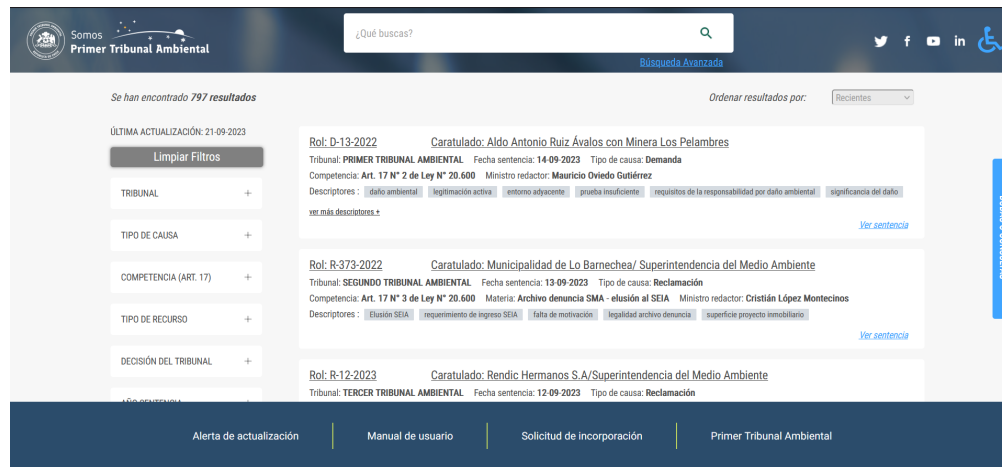 Somos
Primer Tribunal Ambiental
¿Qué buscas?
Búsqueda Avanzada
Se han encontrado 797 resultados
Ordenar resultados por: Recientes
ÚLTIMA ACTUALIZACIÓN: 21-09-2023
Limpiar Filtros
TRIBUNAL +
TIPO DE CAUSA +
COMPETENCIA (ART. 17) +
TIPO DE RECURSO +
DECISIÓN DEL TRIBUNAL +
AÑO SENTENCIA
Rol: D-13-2022 Caratulado: Aldo Antonio Ruiz Ávalos con Minera Los Pelambres
Tribunal: PRIMER TRIBUNAL AMBIENTAL Fecha sentencia: 14-09-2023 Tipo de causa: Demanda
Competencia: Art. 17 N° 2 de Ley N° 20.600 Ministro redactor: Mauricio Oviedo Gutiérrez
Descriptores : daño ambiental legitimación activa entorno adyacente prueba insuficiente requisitos de la responsabilidad por daño ambiental significancia del daño
ver más descriptores +
Ver sentencia
Rol: R-373-2022 Caratulado: Municipalidad de Lo Barnechea/ Superintendencia del Medio Ambiente
Tribunal: SEGUNDO TRIBUNAL AMBIENTAL Fecha sentencia: 13-09-2023 Tipo de causa: Reclamación
Competencia: Art. 17 N° 3 de Ley N° 20.600 Materia: Archivo denuncia SMA - elusión al SEIA Ministro redactor: Cristián López Montecinos
Descriptores : Elusión SEIA requerimiento de ingreso SEIA falta de motivación legalidad archivo denuncia superficie proyecto inmobiliario
Ver sentencia
Rol: R-12-2023 Caratulado: Rendic Hermanos S.A/Superintendencia del Medio Ambiente
Tribunal: TERCER TRIBUNAL AMBIENTAL Fecha sentencia: 12-09-2023 Tipo de causa: Reclamación
Alerta de actualización
Manual de usuario
Solicitud de incorporación
Primer Tribunal Ambiental